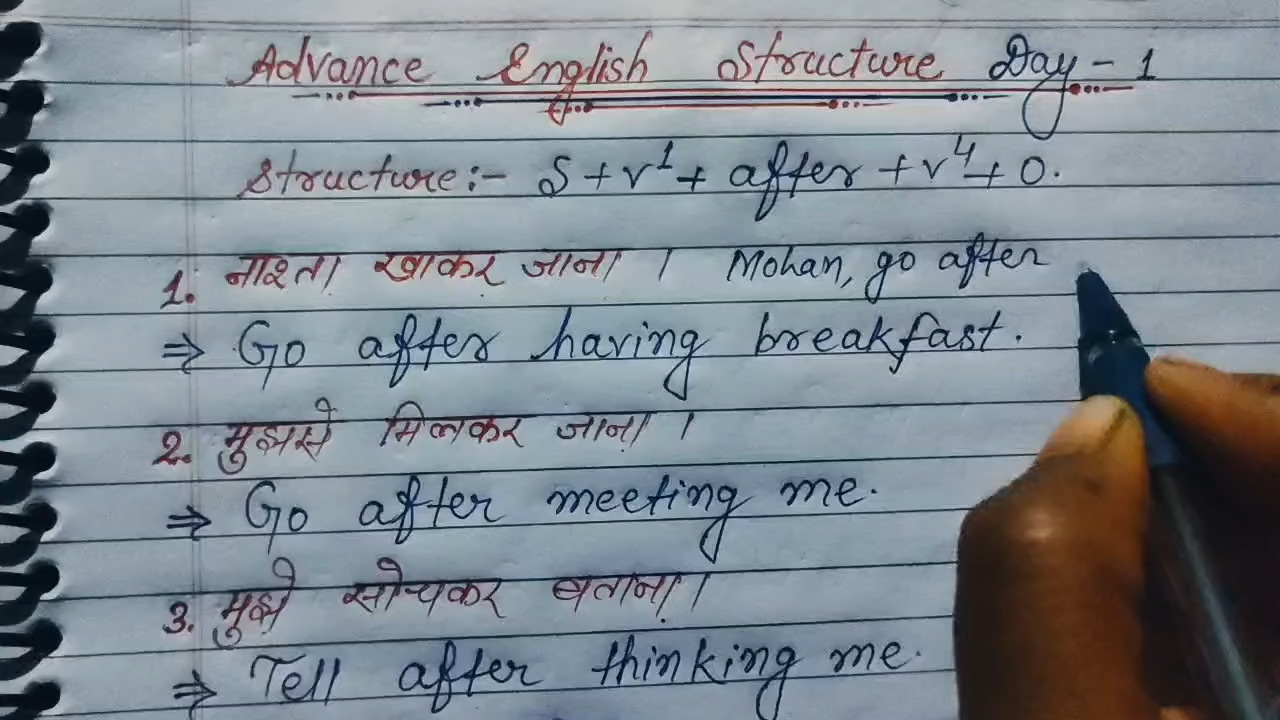 Advance English Structure Day - 1
Structure:- S + v¹ + after + v⁴ + O.
1. नाश्ता खाकर जाना । Mohan, go after
⇒ Go after having breakfast.
2. मुझसे मिलकर जाना ।
⇒ Go after meeting me.
3. मुझे सोचकर बताना ।
⇒ Tell after thinking me.